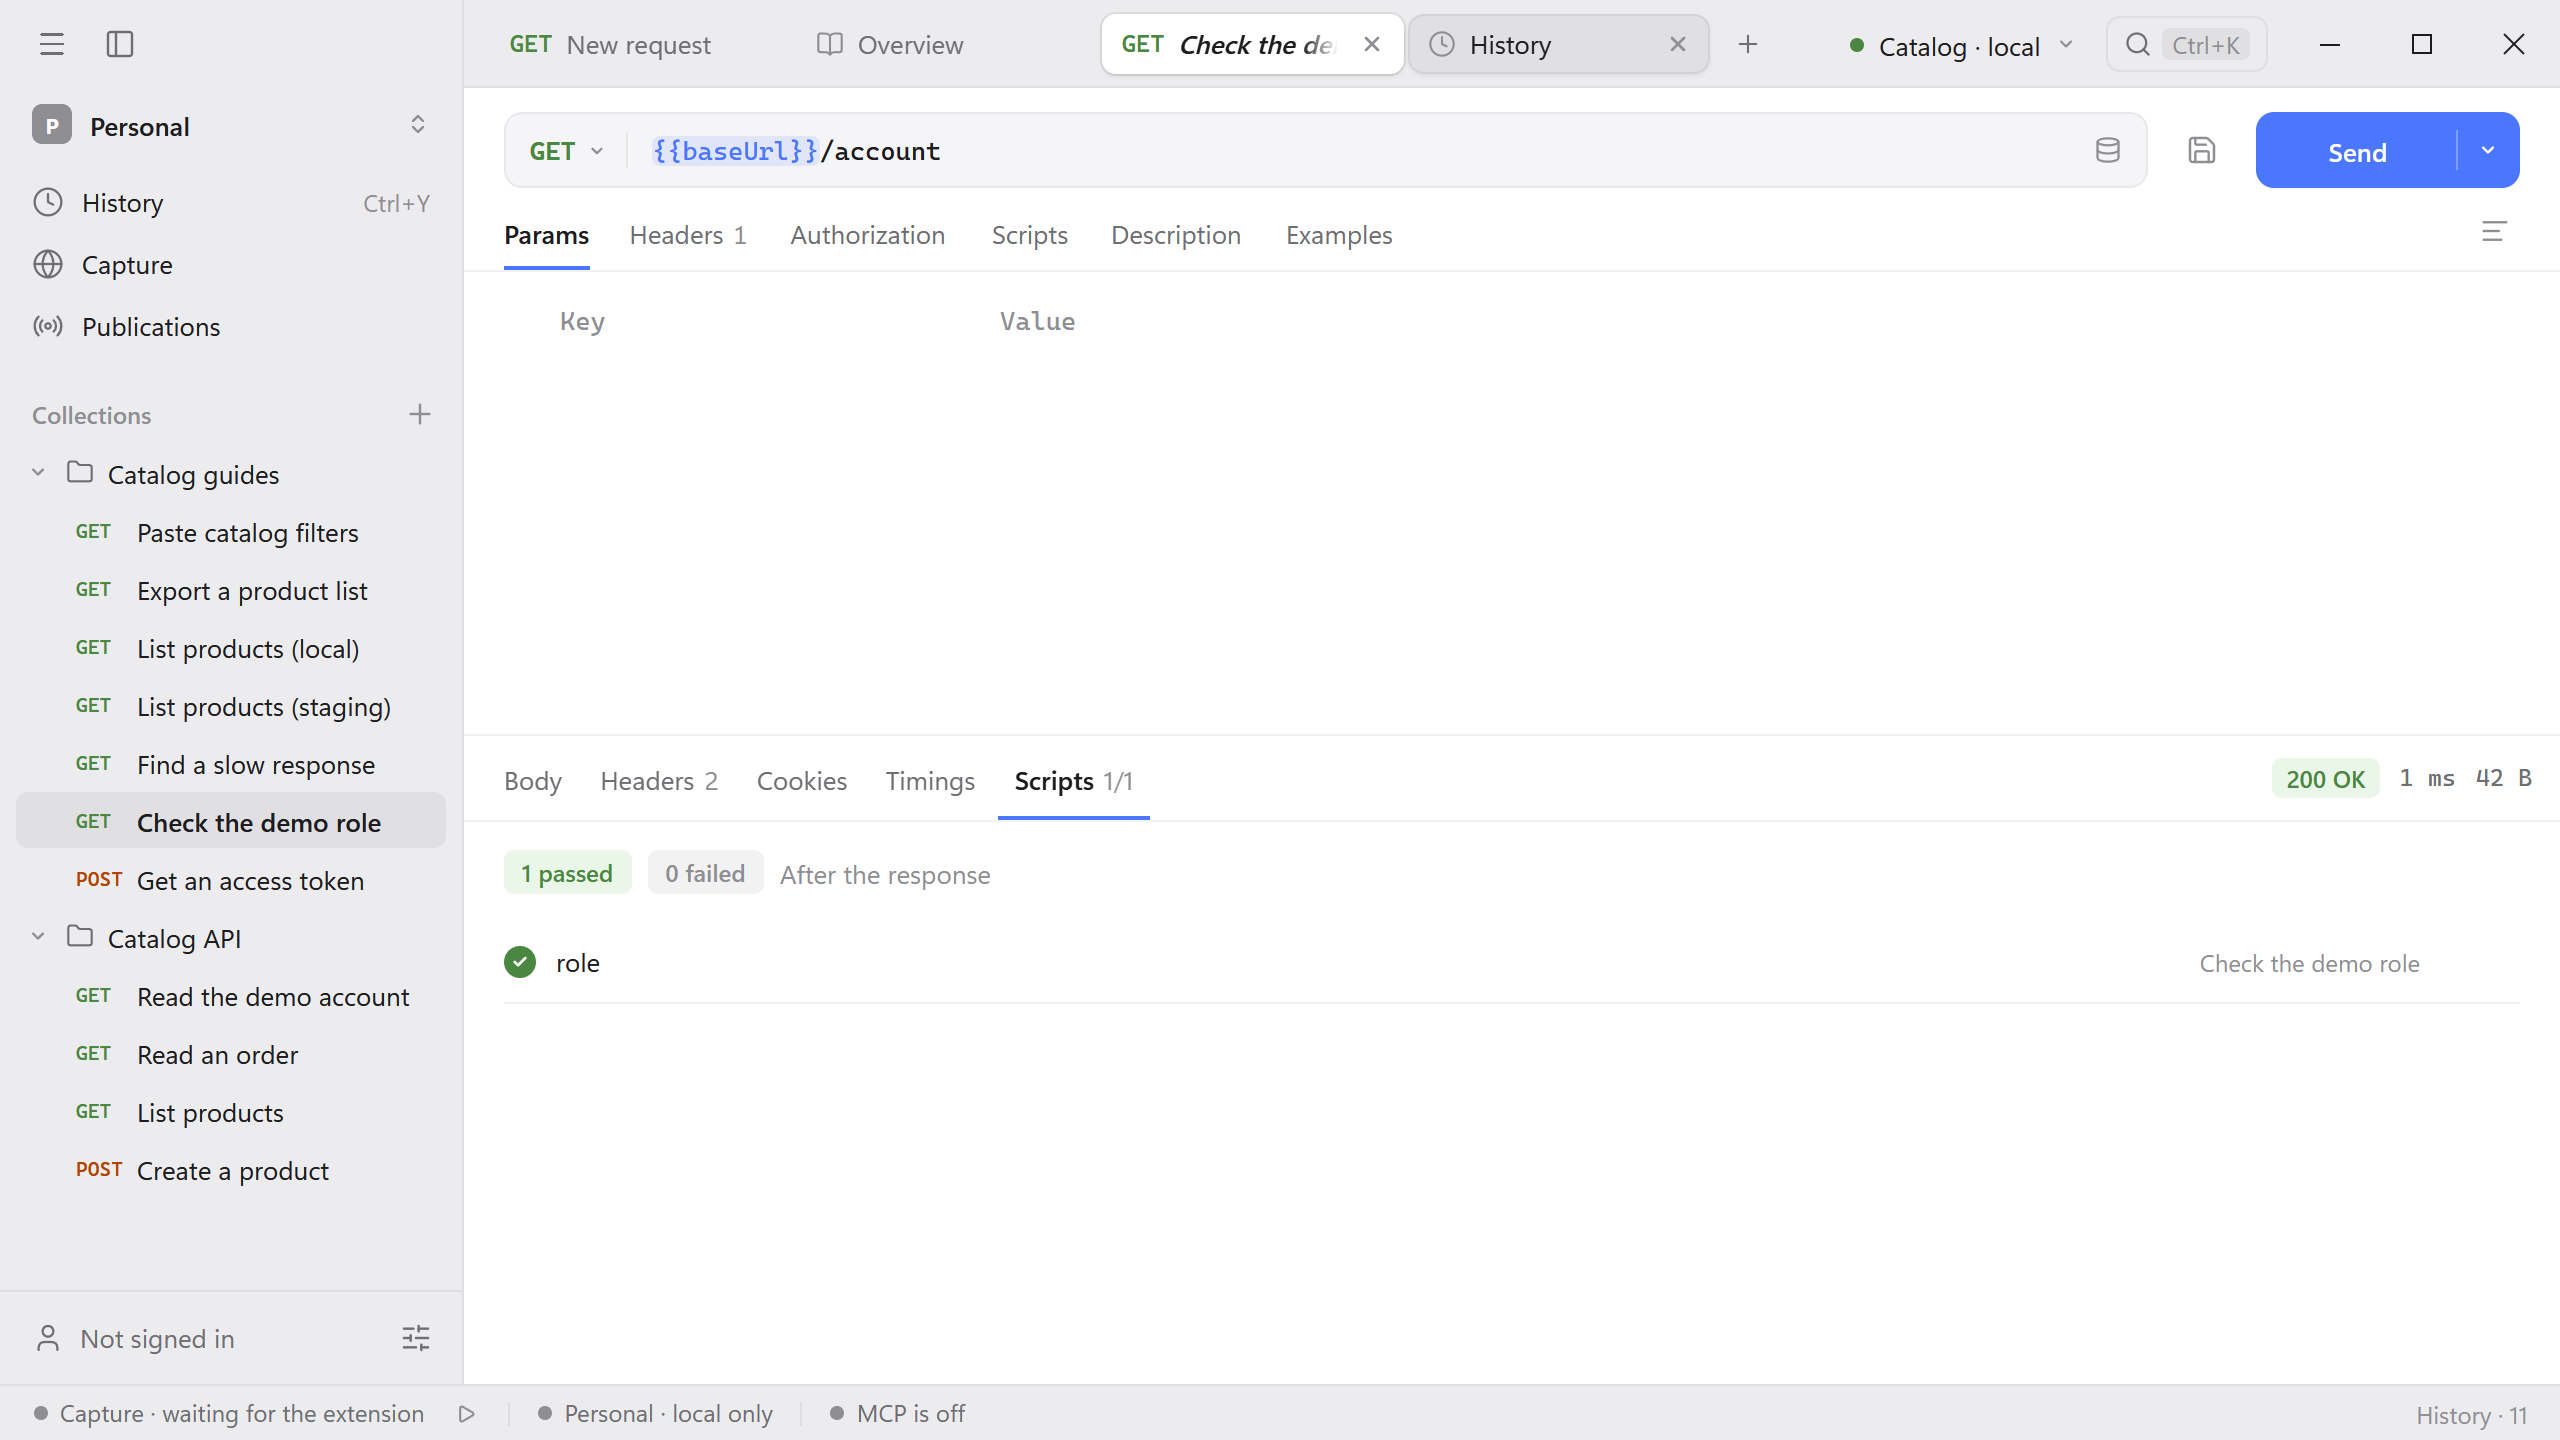 GET New request
Overview
GET Check the de
History
Catalog · local
Ctrl+K
P Personal
History Ctrl+Y
Capture
Publications
Collections
Catalog guides
GET Paste catalog filters
GET Export a product list
GET List products (local)
GET List products (staging)
GET Find a slow response
GET Check the demo role
POST Get an access token
Catalog API
GET Read the demo account
GET Read an order
GET List products
POST Create a product
Not signed in
GET {{baseUrl}}/account
Send
Params Headers 1 Authorization Scripts Description Examples
Key Value
Body Headers 2 Cookies Timings Scripts 1/1
200 OK 1 ms 42 B
1 passed 0 failed After the response
role Check the demo role
Capture · waiting for the extension
Personal · local only
MCP is off
History · 11